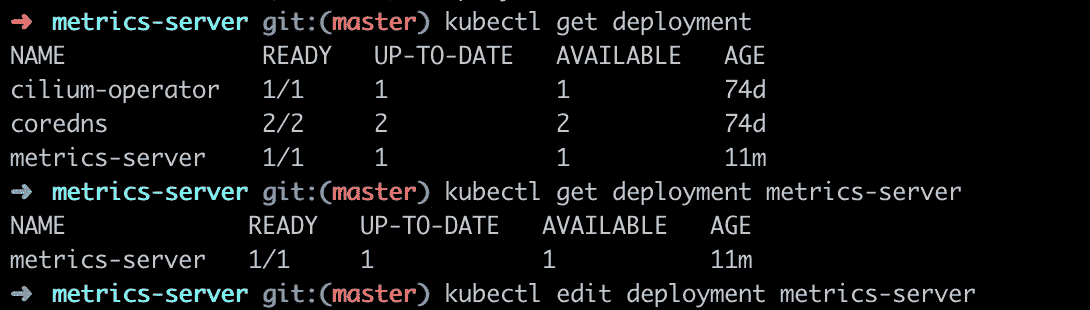 ➜ metrics-server git:(master) kubectl get deployment
NAME READY UP-TO-DATE AVAILABLE AGE
cilium-operator 1/1 1 1 74d
coredns 2/2 2 2 74d
metrics-server 1/1 1 1 11m
➜ metrics-server git:(master) kubectl get deployment metrics-server
NAME READY UP-TO-DATE AVAILABLE AGE
metrics-server 1/1 1 1 11m
➜ metrics-server git:(master) kubectl edit deployment metrics-server